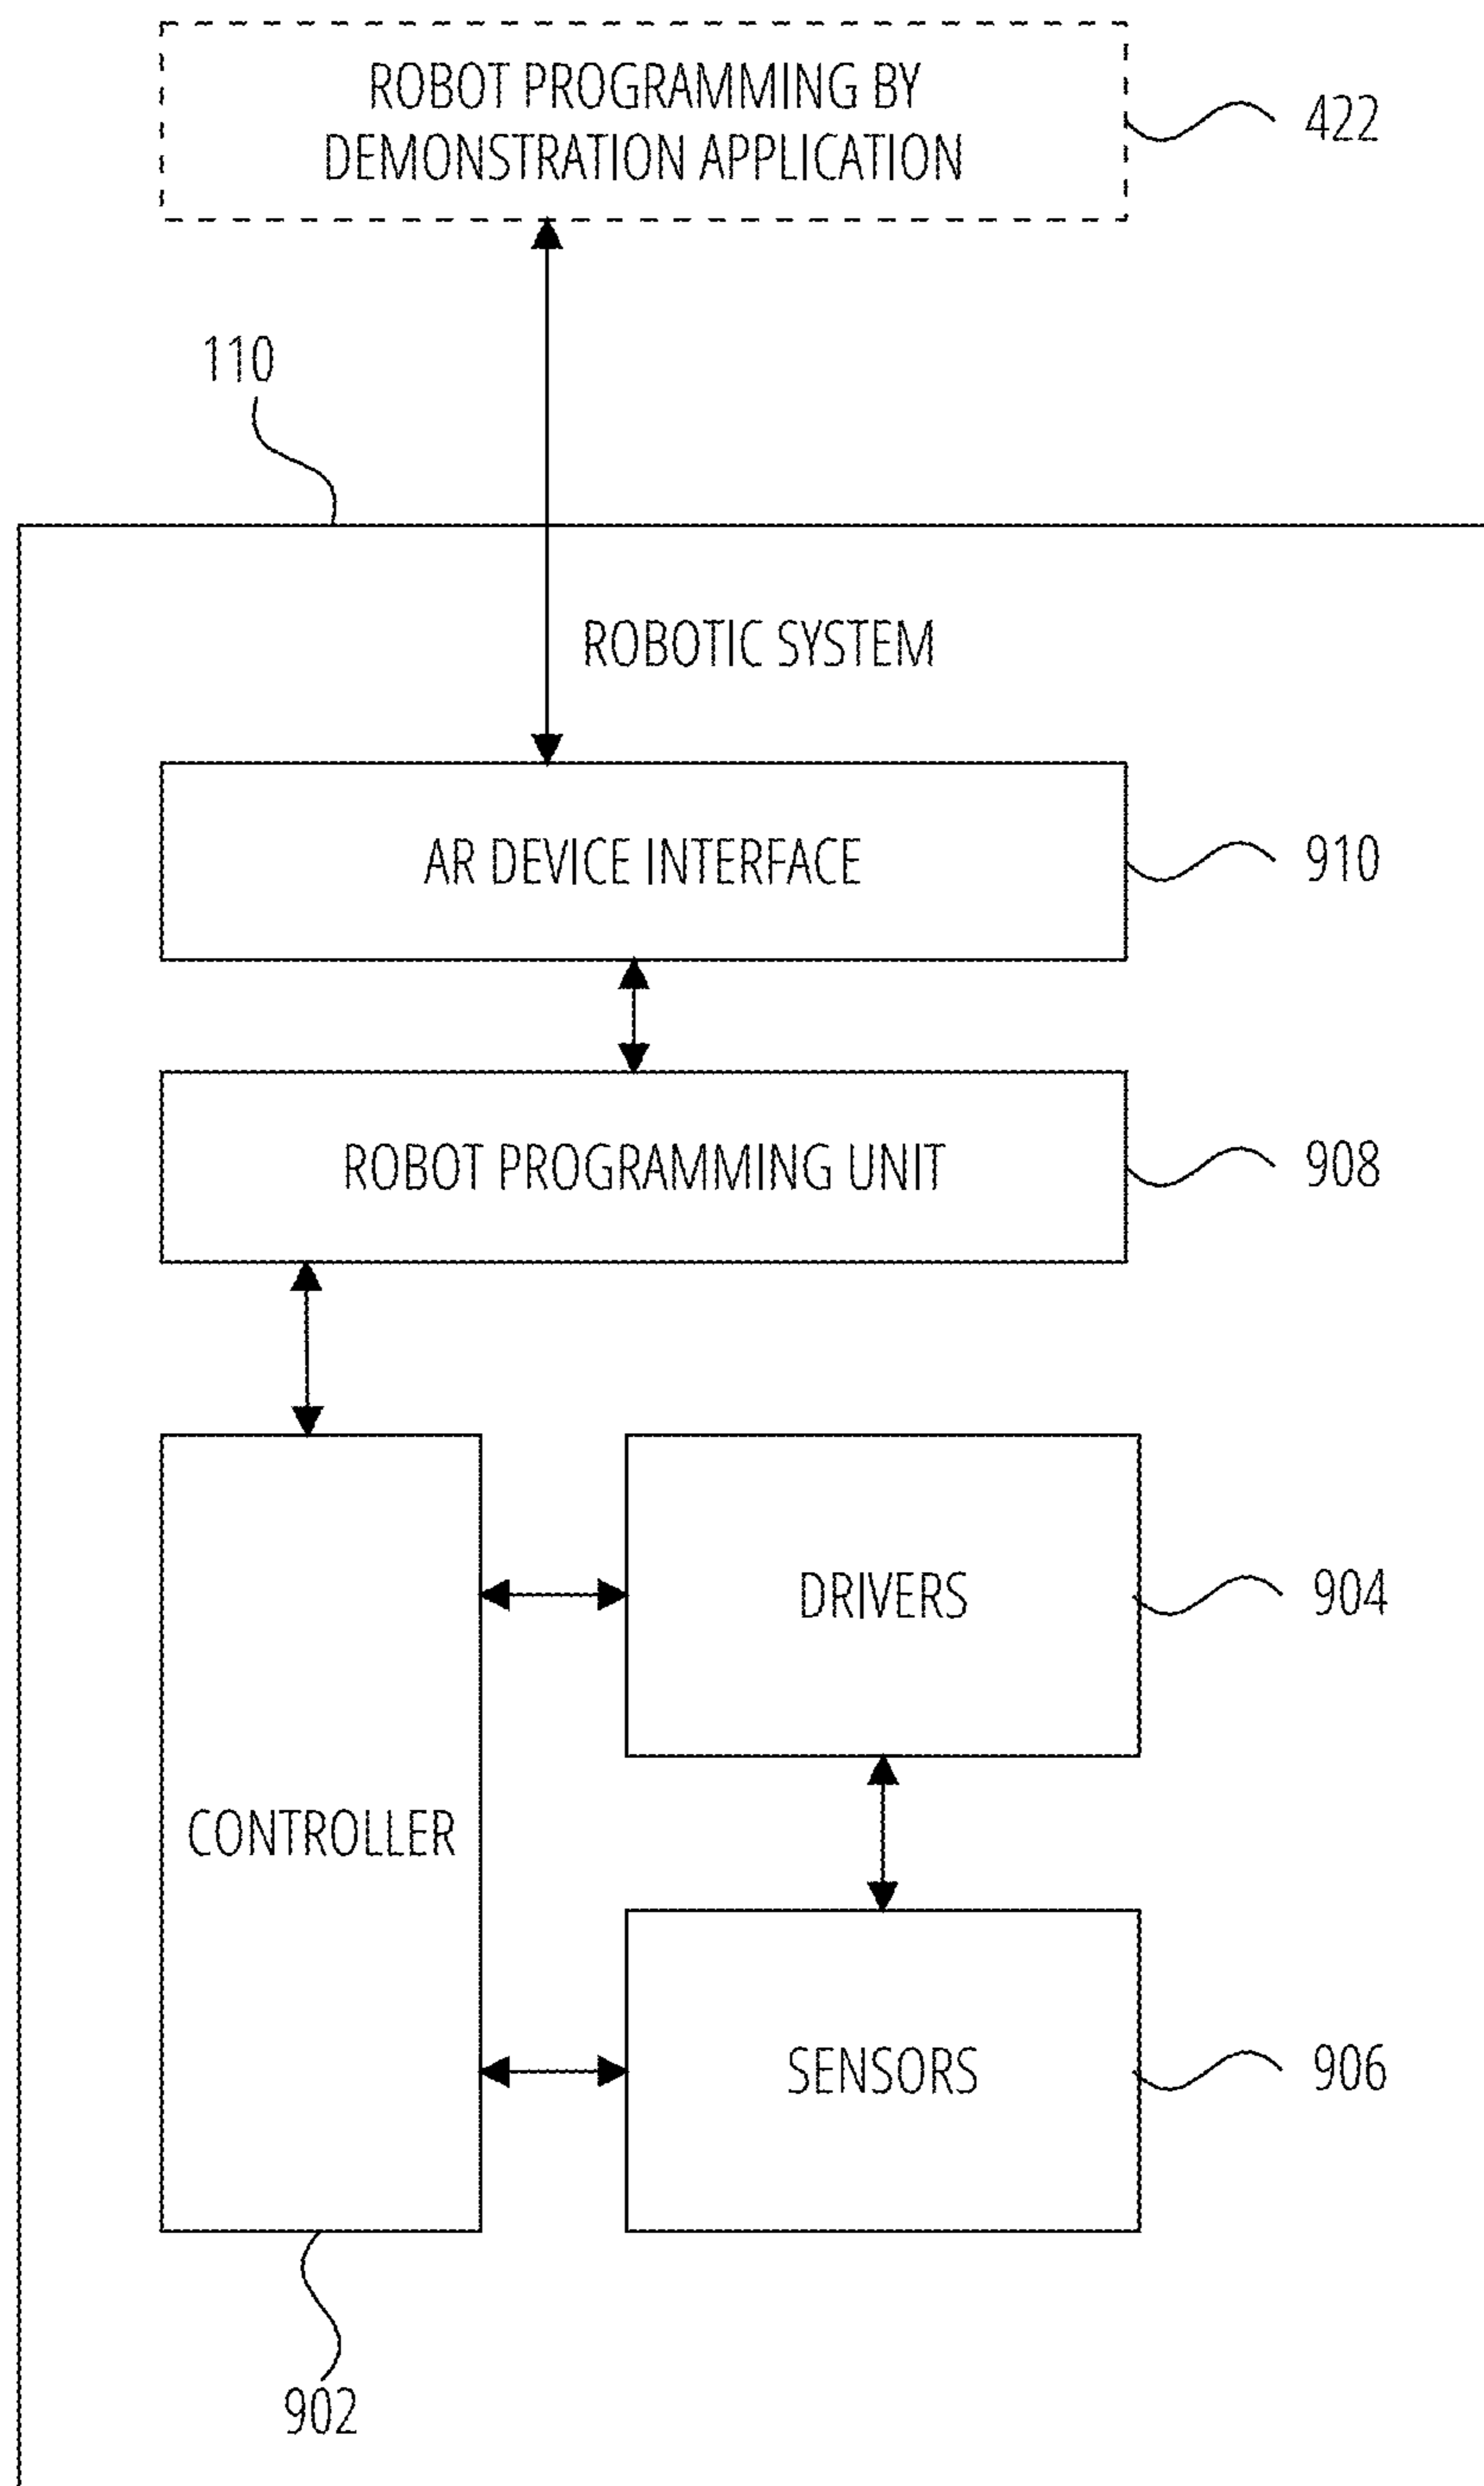 ROBOT PROGRAMMING BY
DEMONSTRATION APPLICATION
422
110
ROBOTIC SYSTEM
AR DEVICE INTERFACE
910
ROBOT PROGRAMMING UNIT
908
DRIVERS
904
CONTROLLER
SENSORS
906
902